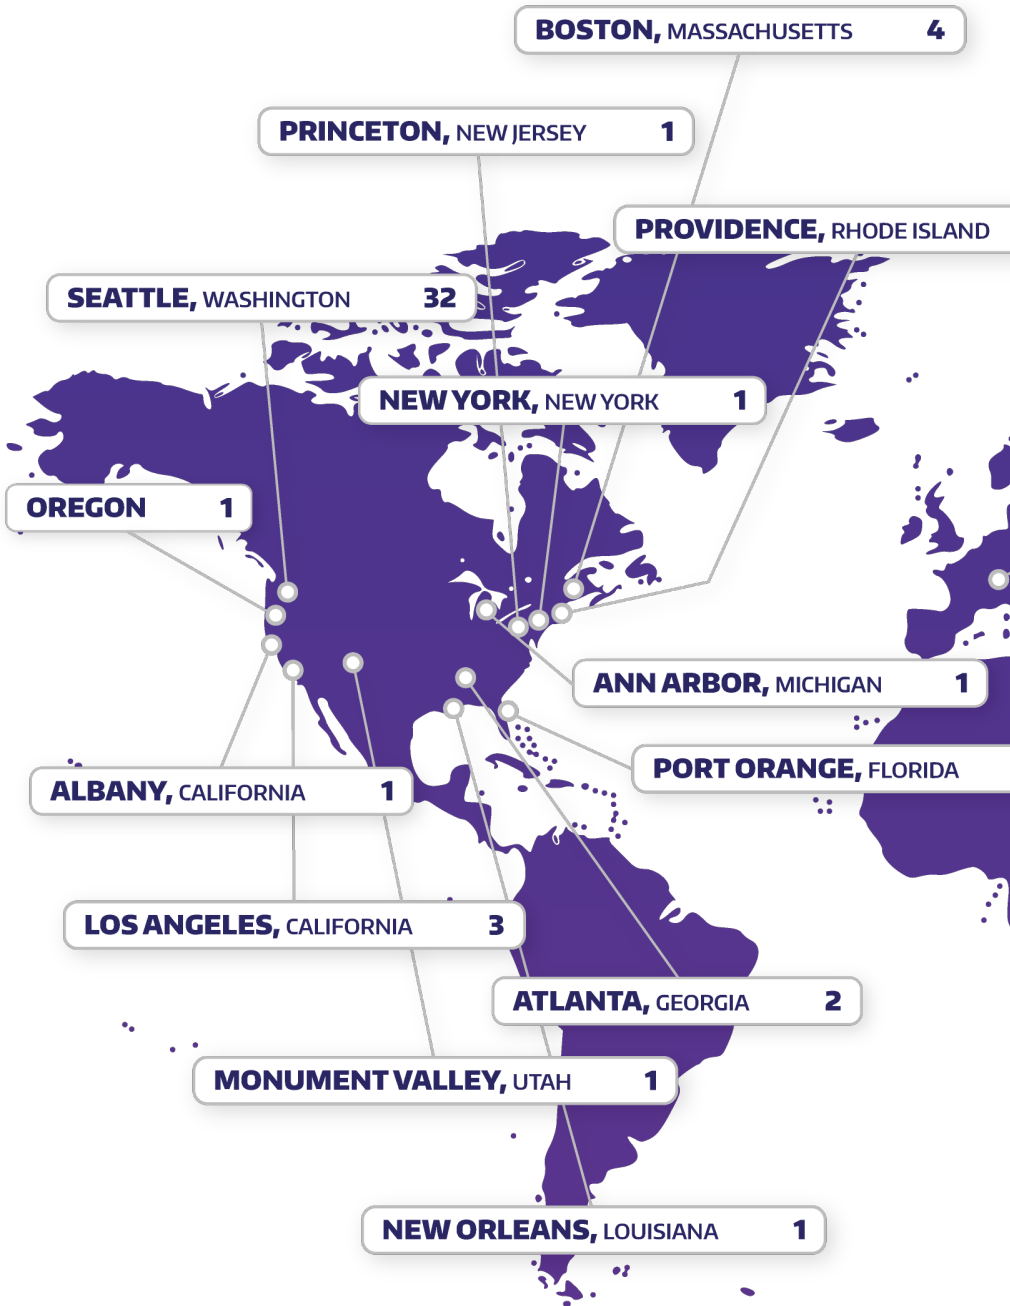 BOSTON, MASSACHUSETTS 4
PRINCETON, NEW JERSEY 1
PROVIDENCE, RHODE ISLAND
SEATTLE, WASHINGTON 32
NEW YORK, NEW YORK 1
OREGON 1
ANN ARBOR, MICHIGAN 1
PORT ORANGE, FLORIDA
ALBANY, CALIFORNIA 1
LOS ANGELES, CALIFORNIA 3
ATLANTA, GEORGIA 2
MONUMENT VALLEY, UTAH 1
NEW ORLEANS, LOUISIANA 1